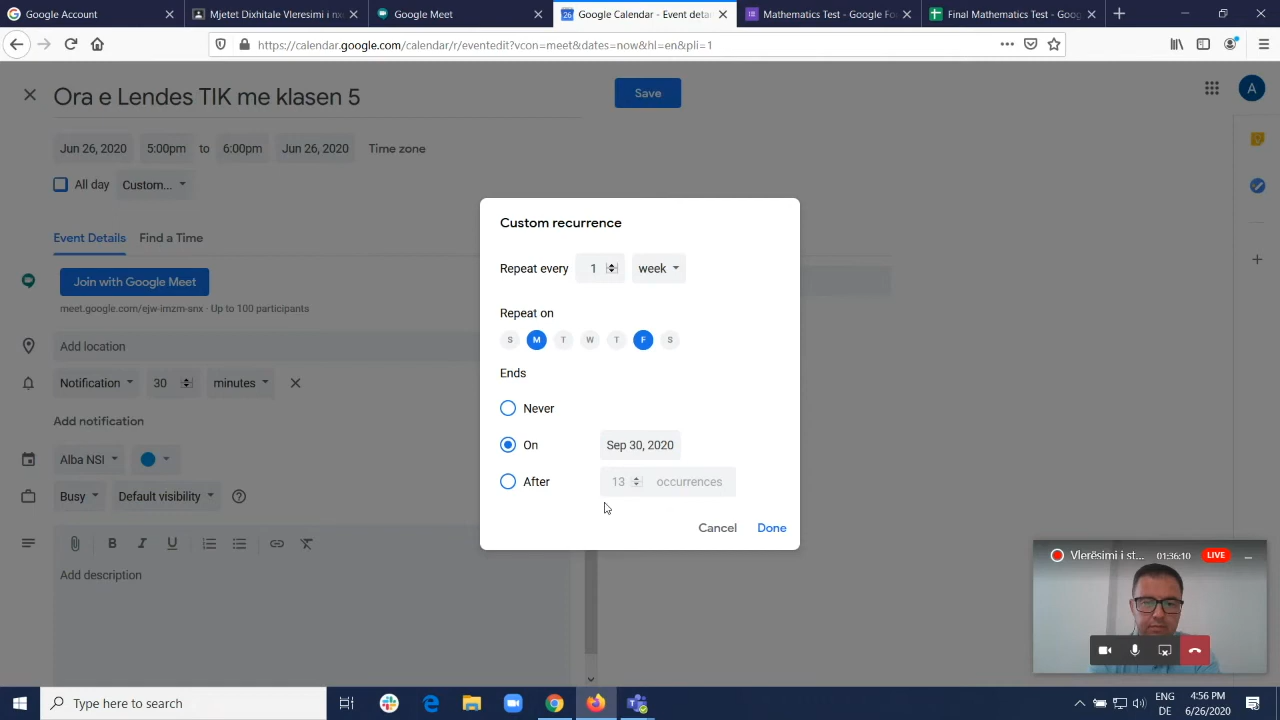 Google Account
Mjetet Dixhitale Vleresimi i nxe
Google Meet
Google Calendar - Event detai
Mathematics Test - Google Fo
Final Mathematics Test - Goog
https://calendar.google.com/calendar/r/eventedit?vcon=meet&dates=now&hl=en&pli=1
Ora e Lendes TIK me klasen 5
Save
A
Jun 26, 2020
5:00pm
to
6:00pm
Jun 26, 2020
Time zone
All day
Custom...
Event Details
Find a Time
Join with Google Meet
meet.google.com/ejw-imzm-snx · Up to 100 participants
Add location
Notification
30
minutes
Add notification
Alba NSI
Busy
Default visibility
B
I
U
Add description
Custom recurrence
Repeat every
1
week
Repeat on
S M T W T F S
Ends
Never
On
Sep 30, 2020
After
13
occurrences
Cancel
Done
Vlerësimi i st...
01:36:10
LIVE
Type here to search
ENG
DE
4:56 PM
6/26/2020